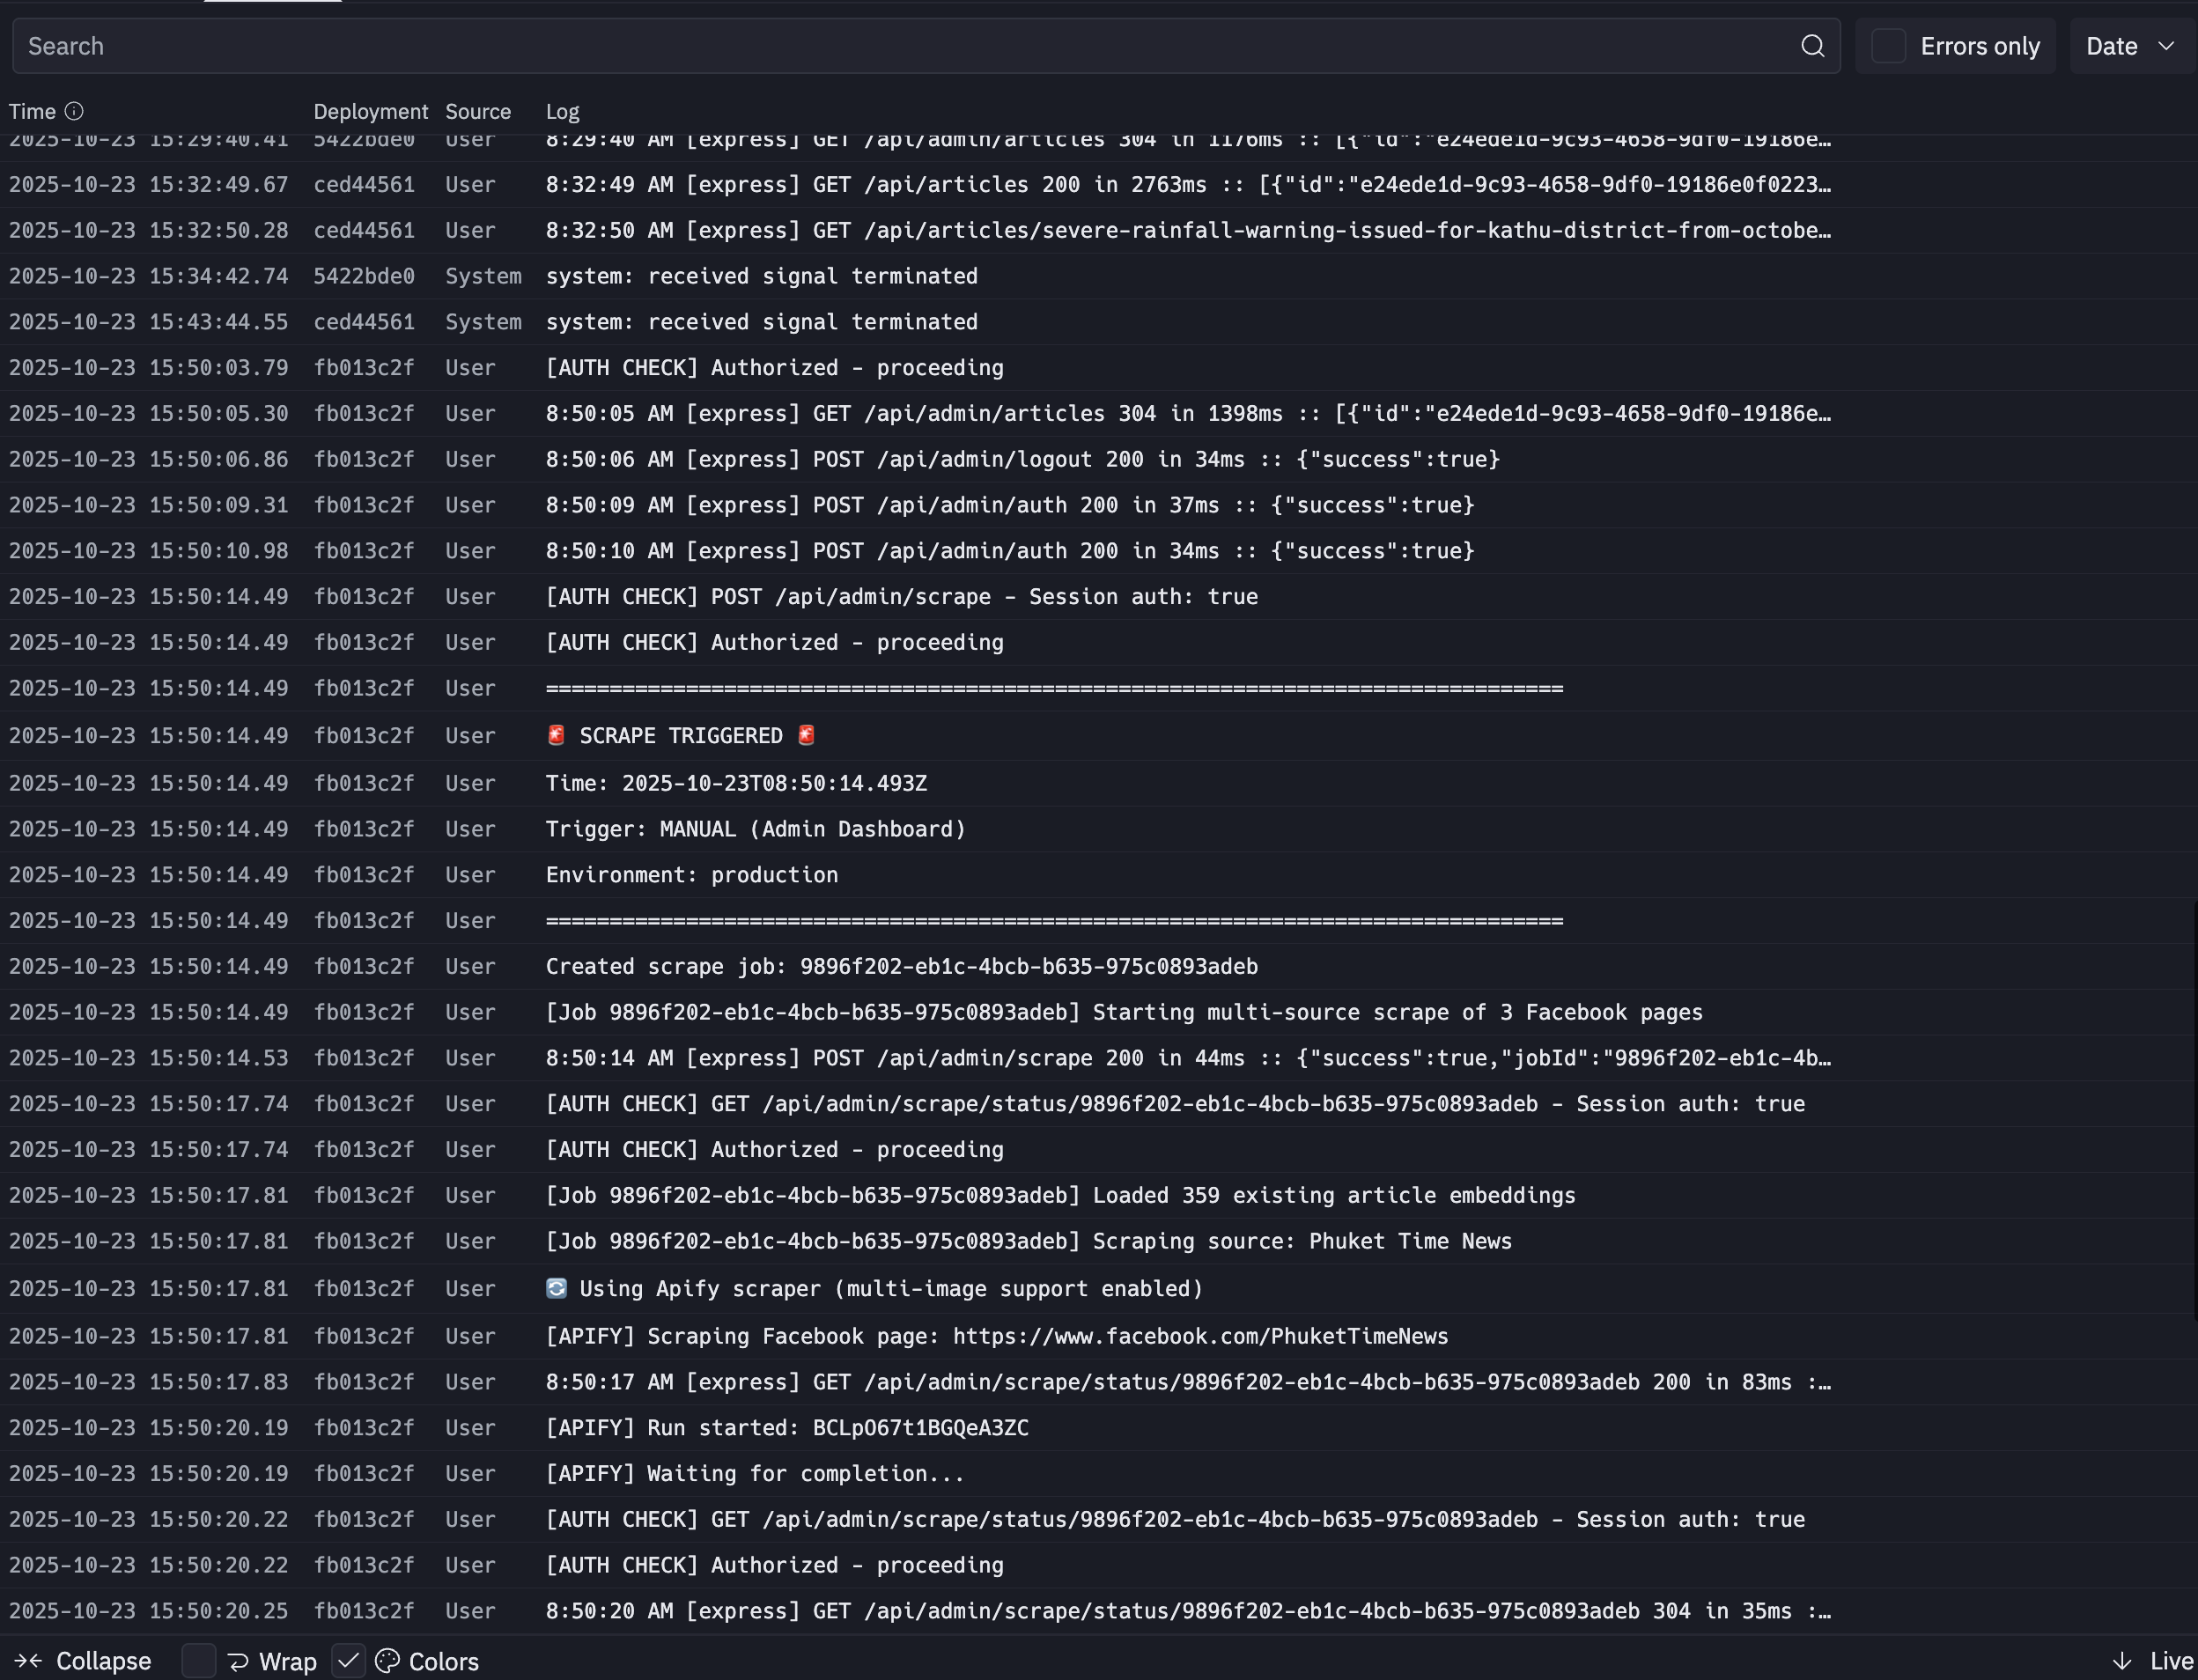 Search
Errors only
Date
Time Deployment Source Log
2025-10-23 15:29:40.41 5422bde0 User 8:29:40 AM [express] GET /api/admin/articles 304 in 1176ms :: [{"id":"e24ede1d-9c93-4658-9df0-19186e…
2025-10-23 15:32:49.67 ced44561 User 8:32:49 AM [express] GET /api/articles 200 in 2763ms :: [{"id":"e24ede1d-9c93-4658-9df0-19186e0f0223…
2025-10-23 15:32:50.28 ced44561 User 8:32:50 AM [express] GET /api/articles/severe-rainfall-warning-issued-for-kathu-district-from-octobe…
2025-10-23 15:34:42.74 5422bde0 System system: received signal terminated
2025-10-23 15:43:44.55 ced44561 System system: received signal terminated
2025-10-23 15:50:03.79 fb013c2f User [AUTH CHECK] Authorized - proceeding
2025-10-23 15:50:05.30 fb013c2f User 8:50:05 AM [express] GET /api/admin/articles 304 in 1398ms :: [{"id":"e24ede1d-9c93-4658-9df0-19186e…
2025-10-23 15:50:06.86 fb013c2f User 8:50:06 AM [express] POST /api/admin/logout 200 in 34ms :: {"success":true}
2025-10-23 15:50:09.31 fb013c2f User 8:50:09 AM [express] POST /api/admin/auth 200 in 37ms :: {"success":true}
2025-10-23 15:50:10.98 fb013c2f User 8:50:10 AM [express] POST /api/admin/auth 200 in 34ms :: {"success":true}
2025-10-23 15:50:14.49 fb013c2f User [AUTH CHECK] POST /api/admin/scrape - Session auth: true
2025-10-23 15:50:14.49 fb013c2f User [AUTH CHECK] Authorized - proceeding
2025-10-23 15:50:14.49 fb013c2f User ================================================================================
2025-10-23 15:50:14.49 fb013c2f User 🚨 SCRAPE TRIGGERED 🚨
2025-10-23 15:50:14.49 fb013c2f User Time: 2025-10-23T08:50:14.493Z
2025-10-23 15:50:14.49 fb013c2f User Trigger: MANUAL (Admin Dashboard)
2025-10-23 15:50:14.49 fb013c2f User Environment: production
2025-10-23 15:50:14.49 fb013c2f User ================================================================================
2025-10-23 15:50:14.49 fb013c2f User Created scrape job: 9896f202-eb1c-4bcb-b635-975c0893adeb
2025-10-23 15:50:14.49 fb013c2f User [Job 9896f202-eb1c-4bcb-b635-975c0893adeb] Starting multi-source scrape of 3 Facebook pages
2025-10-23 15:50:14.53 fb013c2f User 8:50:14 AM [express] POST /api/admin/scrape 200 in 44ms :: {"success":true,"jobId":"9896f202-eb1c-4b…
2025-10-23 15:50:17.74 fb013c2f User [AUTH CHECK] GET /api/admin/scrape/status/9896f202-eb1c-4bcb-b635-975c0893adeb - Session auth: true
2025-10-23 15:50:17.74 fb013c2f User [AUTH CHECK] Authorized - proceeding
2025-10-23 15:50:17.81 fb013c2f User [Job 9896f202-eb1c-4bcb-b635-975c0893adeb] Loaded 359 existing article embeddings
2025-10-23 15:50:17.81 fb013c2f User [Job 9896f202-eb1c-4bcb-b635-975c0893adeb] Scraping source: Phuket Time News
2025-10-23 15:50:17.81 fb013c2f User 🔄 Using Apify scraper (multi-image support enabled)
2025-10-23 15:50:17.81 fb013c2f User [APIFY] Scraping Facebook page: https://www.facebook.com/PhuketTimeNews
2025-10-23 15:50:17.83 fb013c2f User 8:50:17 AM [express] GET /api/admin/scrape/status/9896f202-eb1c-4bcb-b635-975c0893adeb 200 in 83ms :…
2025-10-23 15:50:20.19 fb013c2f User [APIFY] Run started: BCLpO67t1BGQeA3ZC
2025-10-23 15:50:20.19 fb013c2f User [APIFY] Waiting for completion...
2025-10-23 15:50:20.22 fb013c2f User [AUTH CHECK] GET /api/admin/scrape/status/9896f202-eb1c-4bcb-b635-975c0893adeb - Session auth: true
2025-10-23 15:50:20.22 fb013c2f User [AUTH CHECK] Authorized - proceeding
2025-10-23 15:50:20.25 fb013c2f User 8:50:20 AM [express] GET /api/admin/scrape/status/9896f202-eb1c-4bcb-b635-975c0893adeb 304 in 35ms :…
Collapse Wrap Colors Live